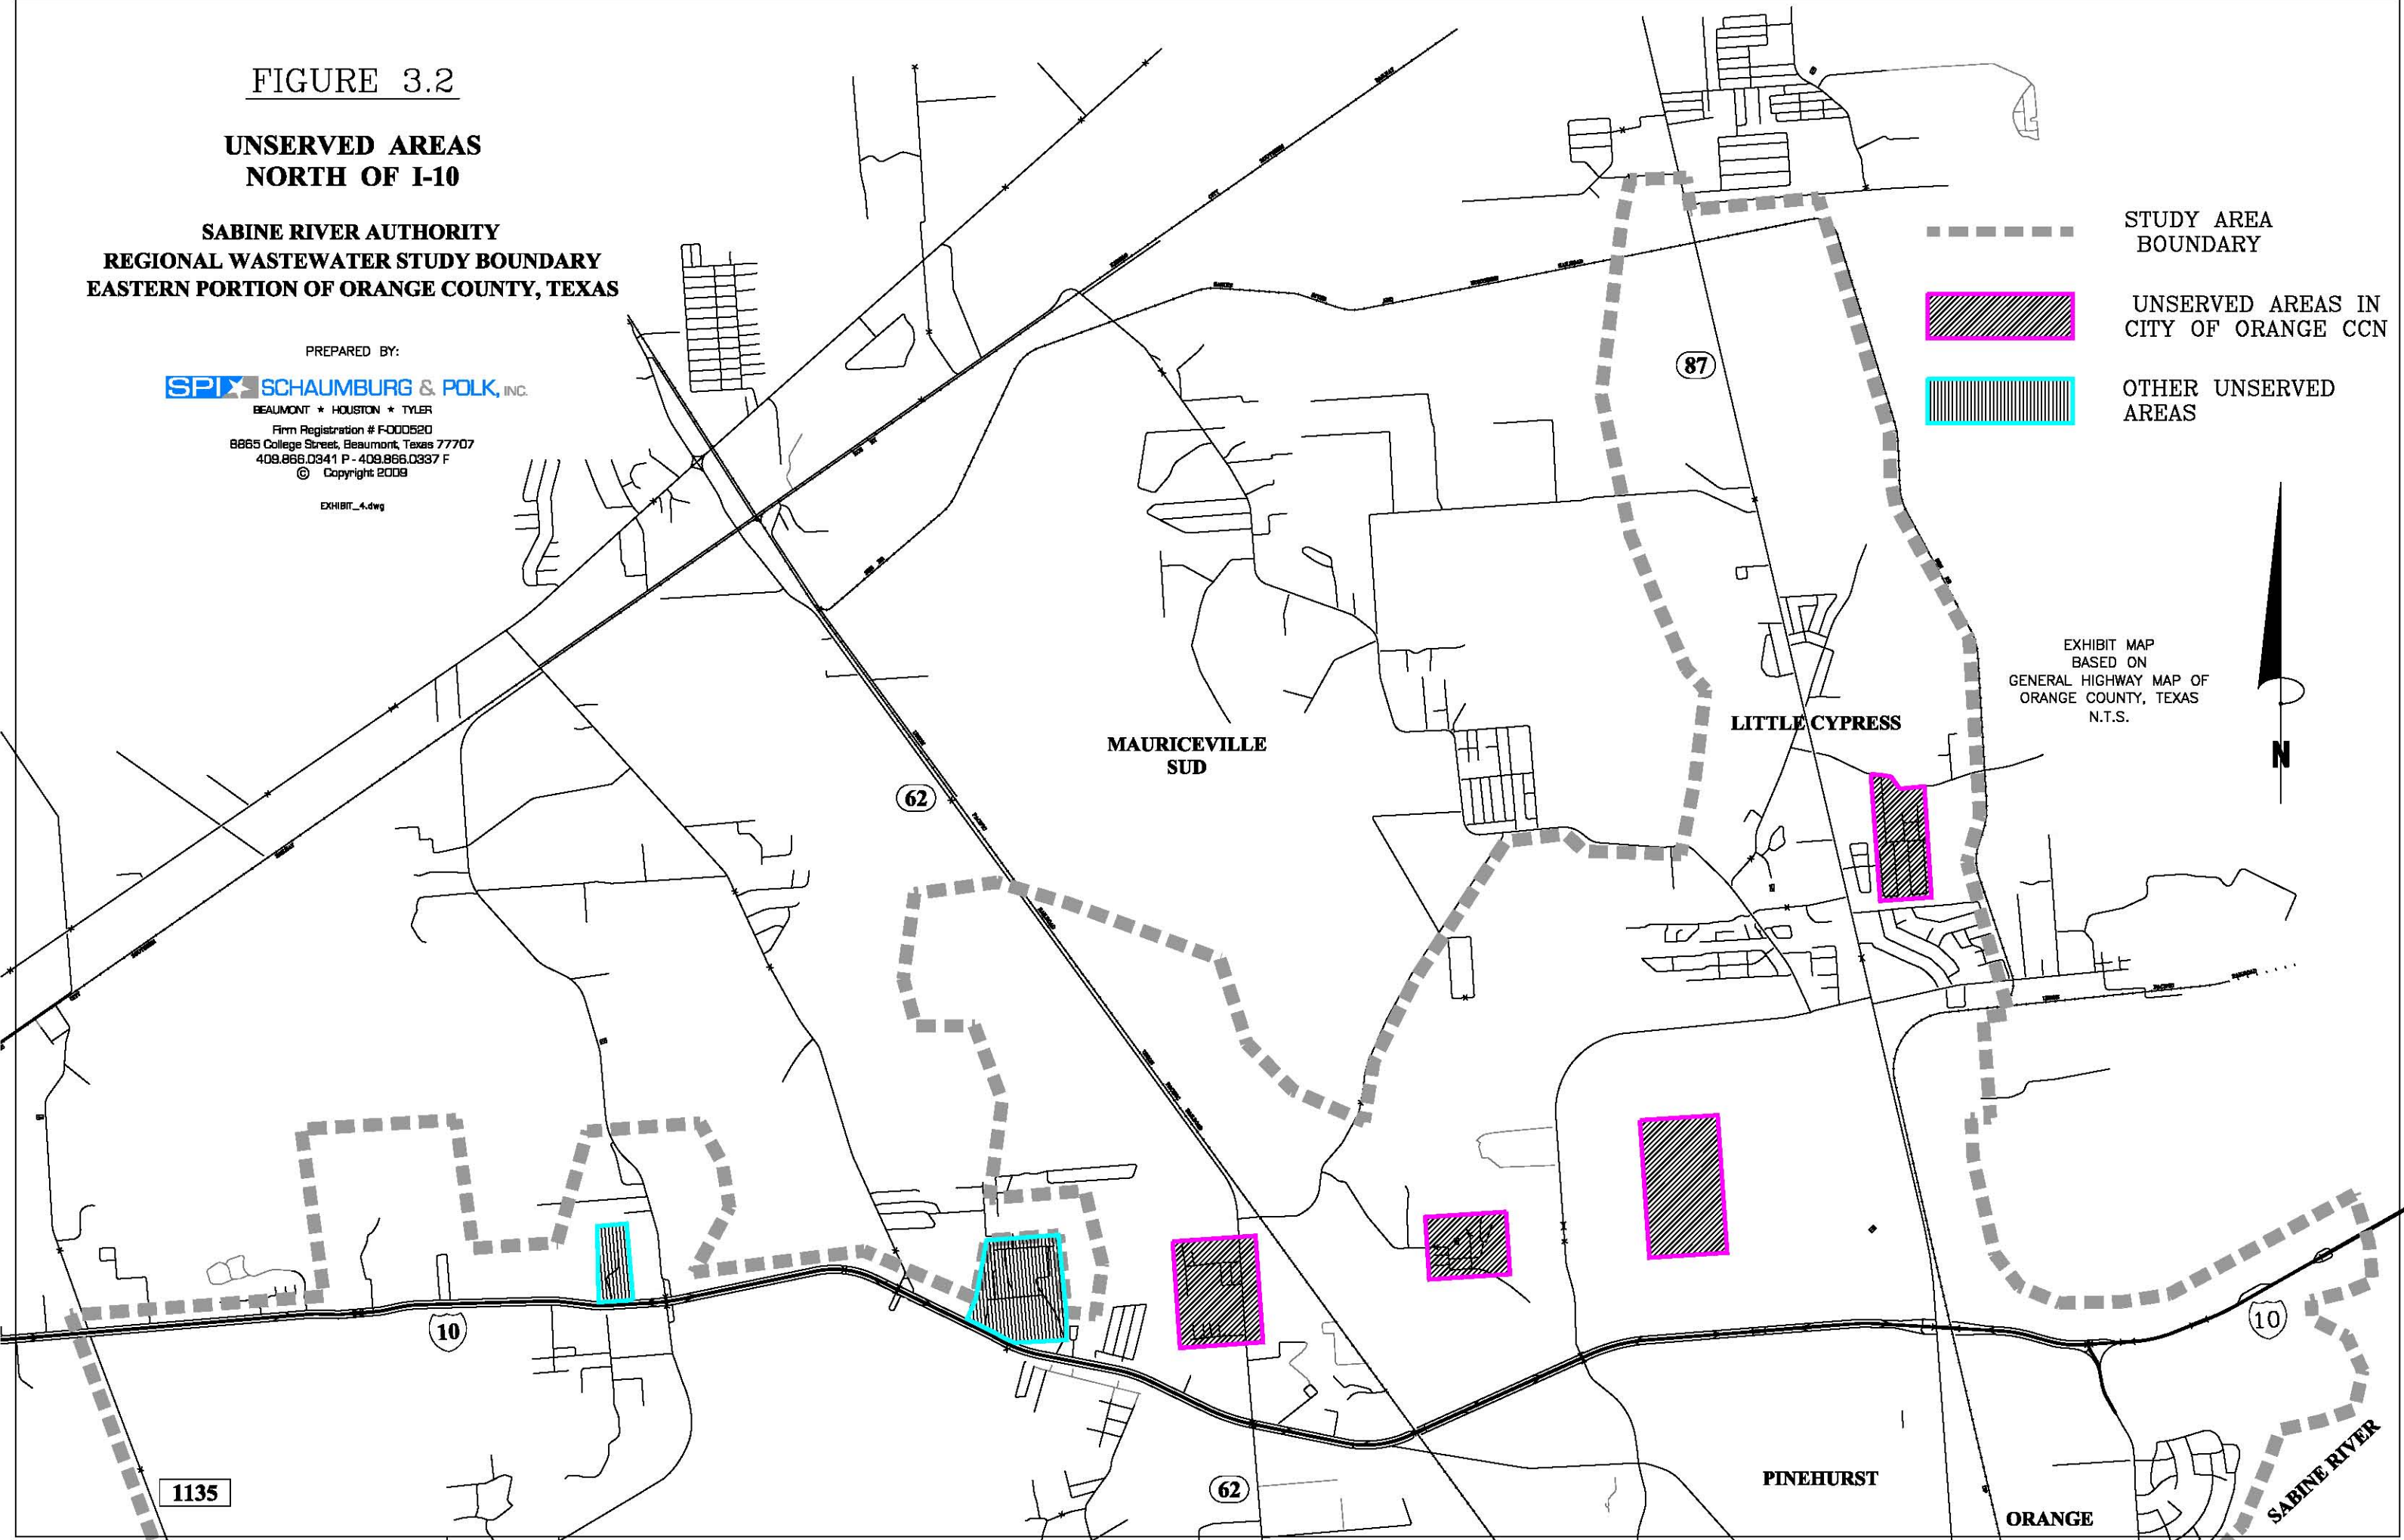 FIGURE 3.2
UNSERVED AREAS
NORTH OF I-10
SABINE RIVER AUTHORITY
REGIONAL WASTEWATER STUDY BOUNDARY
EASTERN PORTION OF ORANGE COUNTY, TEXAS
PREPARED BY:
SPI SCHAUMBURG & POLK, INC.
BEAUMONT ★ HOUSTON ★ TYLER
Firm Registration # F-000520
8865 College Street, Beaumont, Texas 77707
409.866.0341 P - 409.866.0337 F
© Copyright 2009
EXHIBIT_4.dwg
STUDY AREA
BOUNDARY
UNSERVED AREAS IN
CITY OF ORANGE CCN
OTHER UNSERVED
AREAS
EXHIBIT MAP
BASED ON
GENERAL HIGHWAY MAP OF
ORANGE COUNTY, TEXAS
N.T.S.
N
87
LITTLE CYPRESS
MAURICEVILLE
SUD
62
10
10
1135
62
PINEHURST
ORANGE
SABINE RIVER